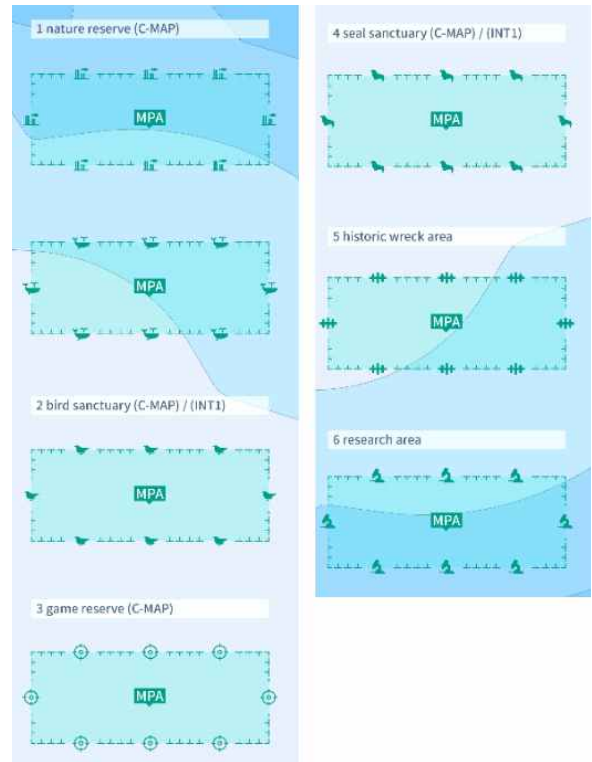 1 nature reserve (C-MAP)
MPA
MPA
2 bird sanctuary (C-MAP) / (INT1)
MPA
3 game reserve (C-MAP)
MPA
4 seal sanctuary (C-MAP) / (INT1)
MPA
5 historic wreck area
MPA
6 research area
MPA